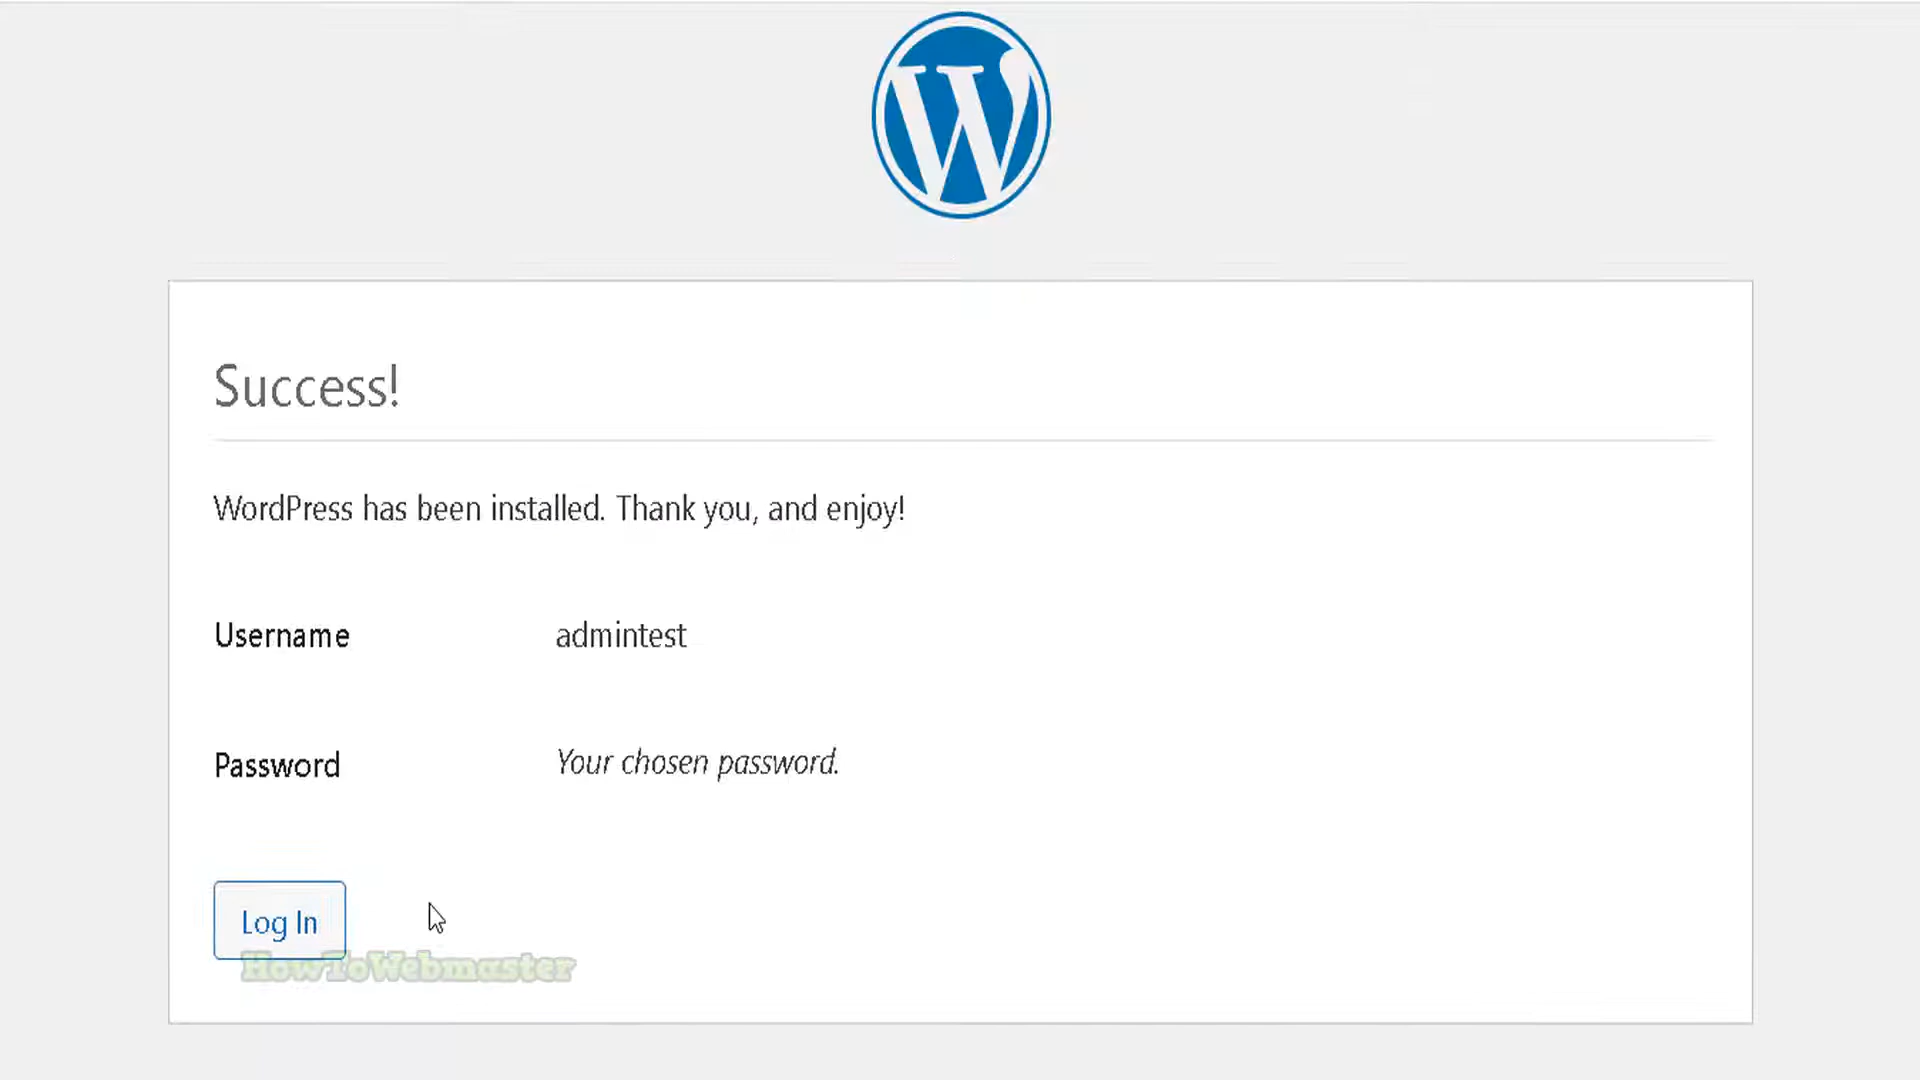 Success!
WordPress has been installed. Thank you, and enjoy!
Username admintest
Password Your chosen password.
Log In
HowToWebmaster